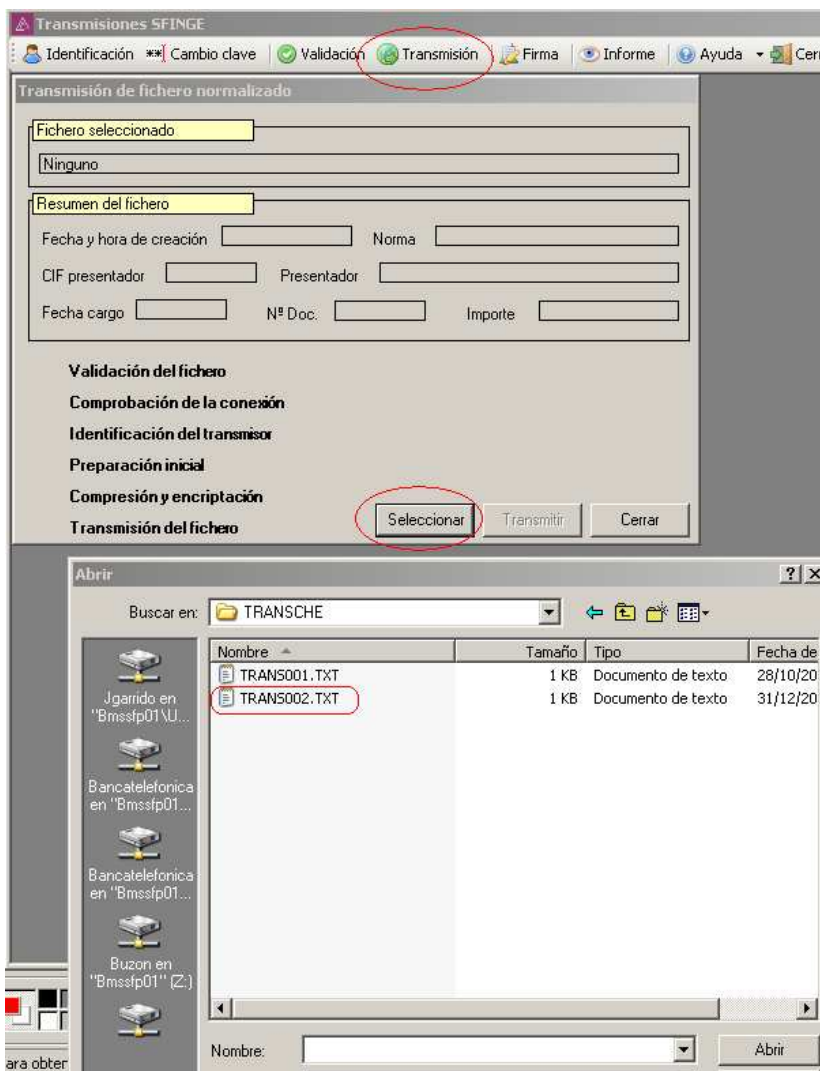 Transmisiones SFINGE
Identificación Cambio clave Validación Transmisión Firma Informe Ayuda Cerr
Transmisión de fichero normalizado
Fichero seleccionado
Ninguno
Resumen del fichero
Fecha y hora de creación Norma
CIF presentador Presentador
Fecha cargo Nº Doc. Importe
Validación del fichero
Comprobación de la conexión
Identificación del transmisor
Preparación inicial
Compresión y encriptación
Transmisión del fichero
Seleccionar Transmitir Cerrar
Abrir
Buscar en: TRANSCHE
Nombre Tamaño Tipo Fecha de
TRANS001.TXT 1 KB Documento de texto 28/10/20
TRANS002.TXT 1 KB Documento de texto 31/12/20
Jgarrido en
"Bmssfp01\U...
Bancatelefonica
en "Bmssfp01...
Bancatelefonica
en "Bmssfp01...
Buzon en
"Bmssfp01" (Z:)
Nombre: Abrir
ara obter